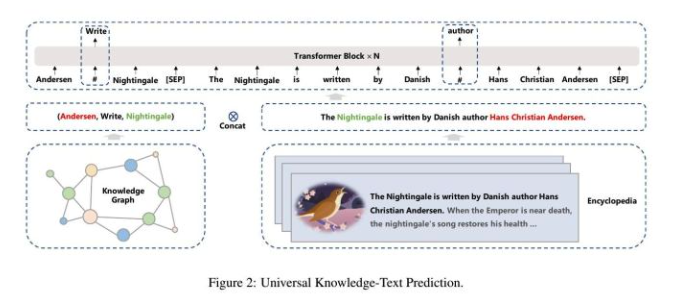 Write author
Transformer Block × N
Andersen # Nightingale [SEP] The Nightingale is written by Danish # Hans Christian Andersen [SEP]
(Andersen, Write, Nightingale)
Concat
The Nightingale is written by Danish author Hans Christian Andersen.
Knowledge
Graph
The Nightingale is written by Danish author Hans
Christian Andersen. When the Emperor is near death,
the nightingale's song restores his health ...
Encyclopedia
Figure 2: Universal Knowledge-Text Prediction.